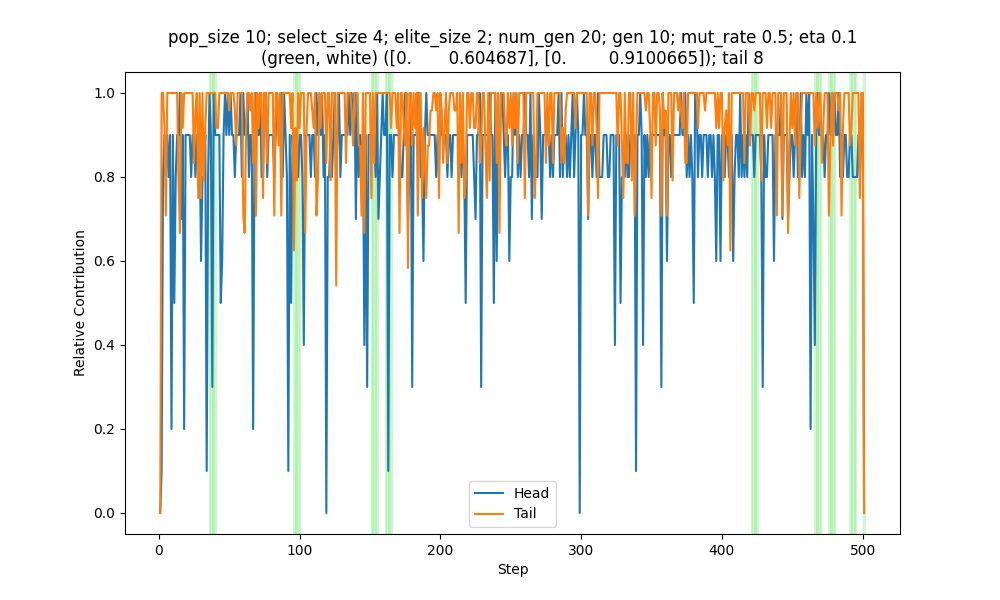 pop_size 10; select_size 4; elite_size 2; num_gen 20; gen 10; mut_rate 0.5; eta 0.1
(green, white) ([0.       0.604687], [0.        0.9100665]); tail 8
Relative Contribution
1.0
0.8
0.6
0.4
0.2
0.0
Head
Tail
0
100
200
300
400
500
Step